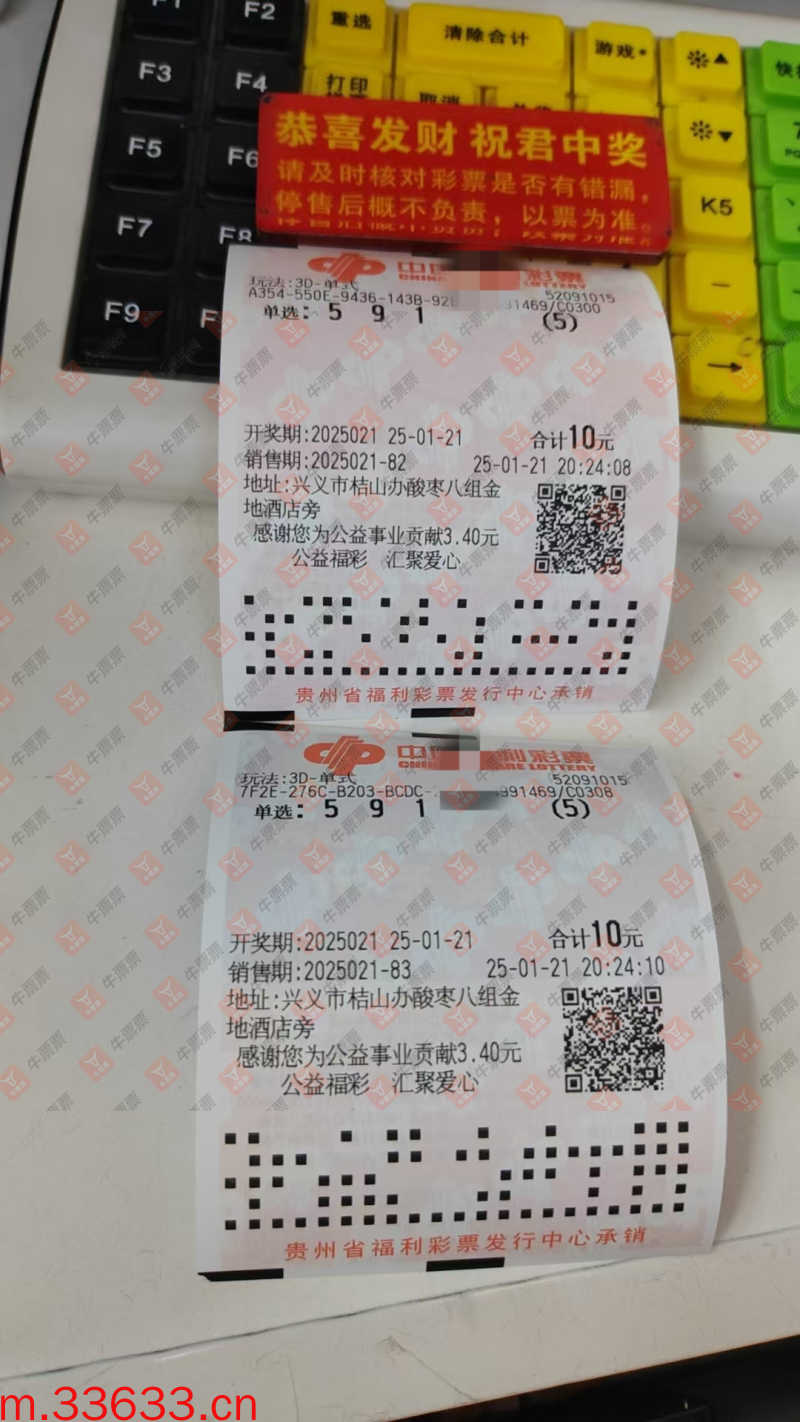 F1 F2 重选 清除合计 游戏*
F3 F4 打印 取消
F5 F6
F7 F8 K5
F9
恭喜发财 祝君中奖
请及时核对彩票是否有错漏，
停售后概不负责，以票为准。
中 彩票
玩法:3D-单式 52091015
A354-550E-9436-143B-92 91469/C0300
单选: 5 9 1 (5)
开奖期:2025021 25-01-21 合计10元
销售期:2025021-82 25-01-21 20:24:08
地址:兴义市桔山办酸枣八组金
地酒店旁
感谢您为公益事业贡献3.40元
公益福彩 汇聚爱心
贵州省福利彩票发行中心承销
中 利彩票
玩法:3D-单式 52091015
7F2E-276C-B203-BCDC- 991469/C0308
单选: 5 9 1 (5)
开奖期:2025021 25-01-21 合计10元
销售期:2025021-83 25-01-21 20:24:10
地址:兴义市桔山办酸枣八组金
地酒店旁
感谢您为公益事业贡献3.40元
公益福彩 汇聚爱心
贵州省福利彩票发行中心承销
牛票票
m.33633.cn